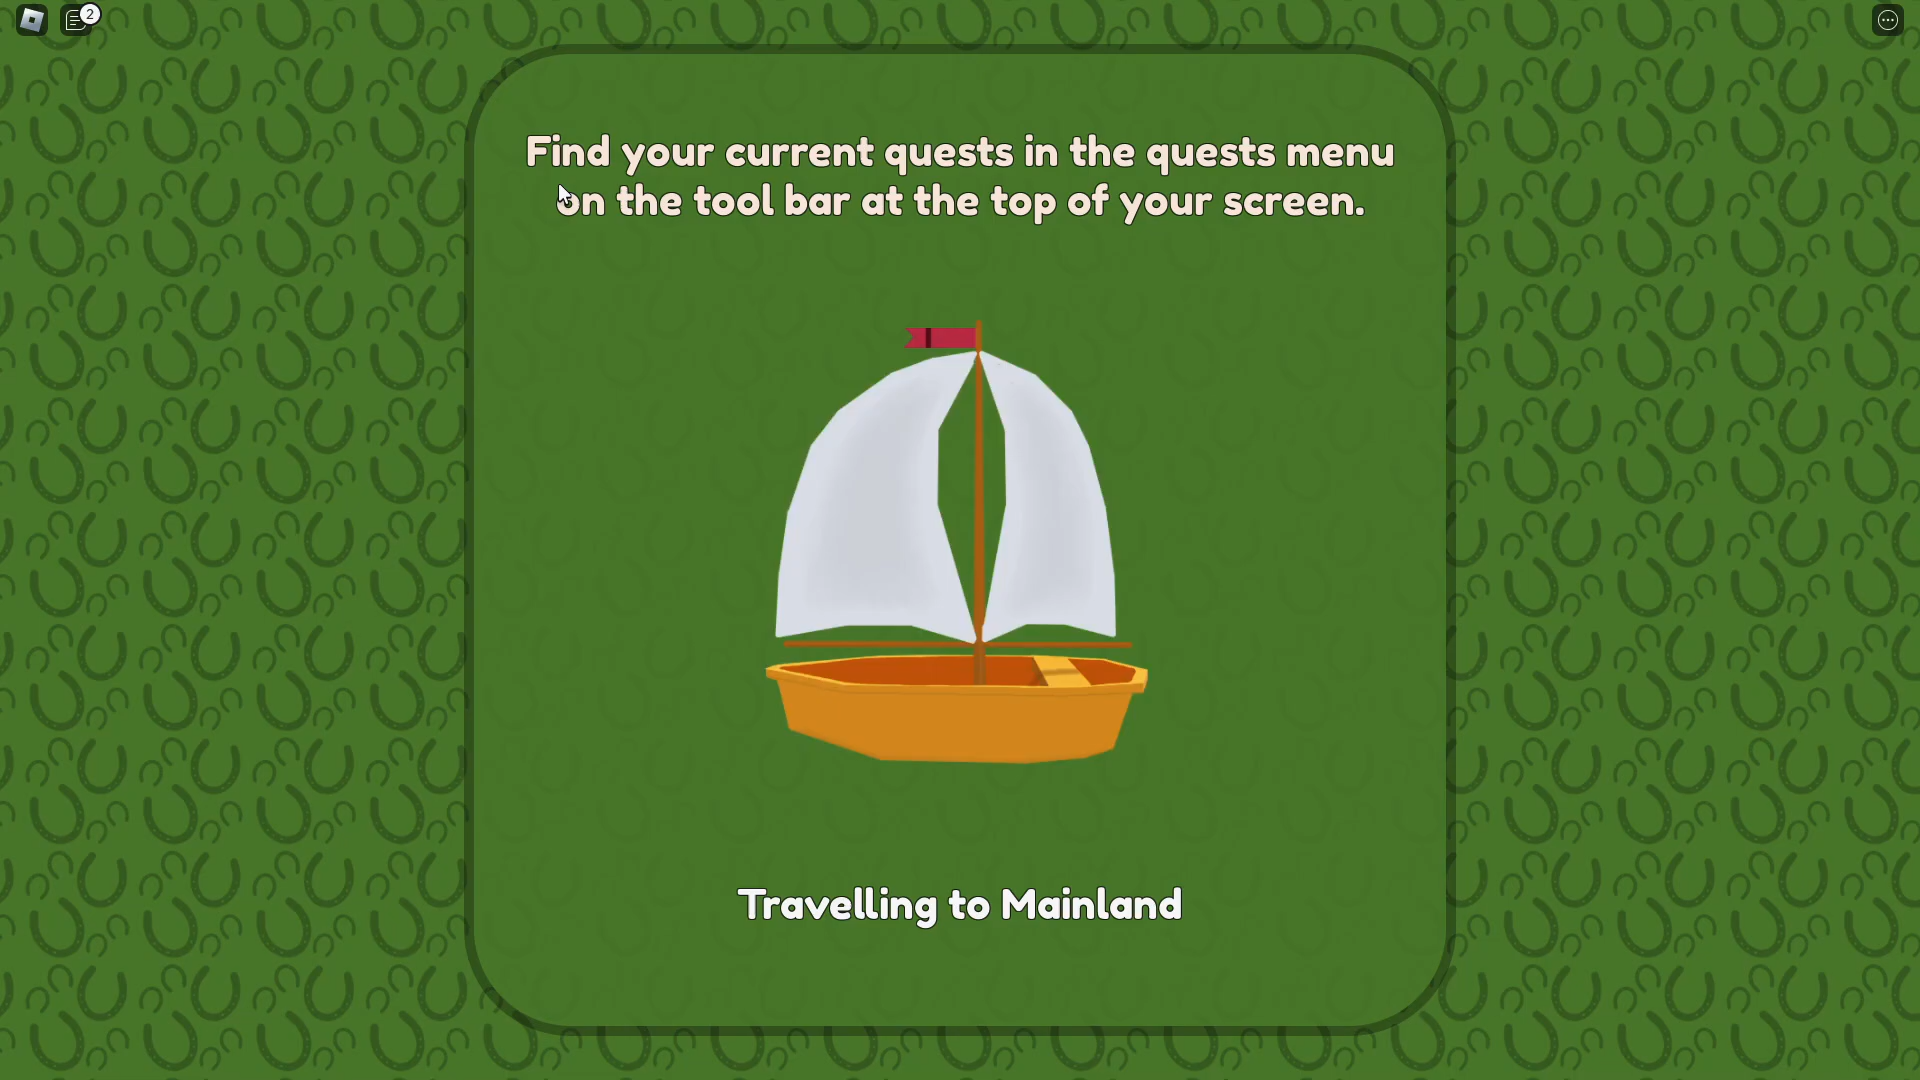 2
Find your current quests in the quests menu
on the tool bar at the top of your screen.
Travelling to Mainland